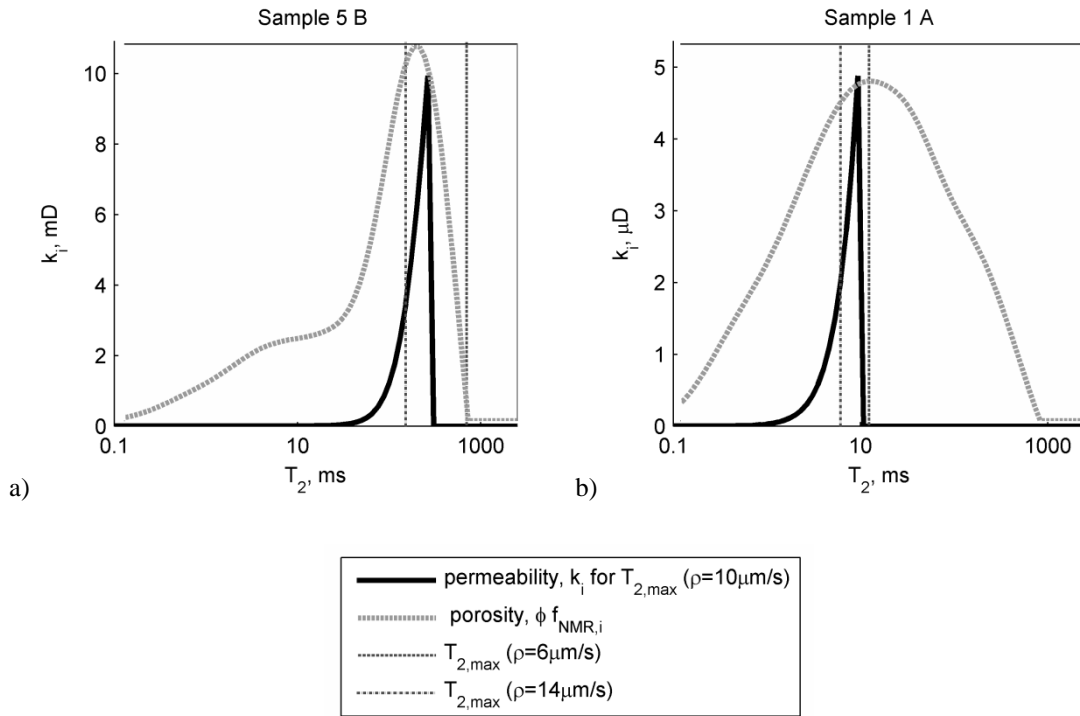 Sample 5 B
10
8
6
4
2
0
k_i, mD
0.1
10
1000
T_2, ms
a)
Sample 1 A
5
4
3
2
1
0
k_i, μD
0.1
10
1000
T_2, ms
b)
permeability, k_i for T_2,max (ρ=10μm/s)
porosity, ϕ f_NMR,i
T_2,max (ρ=6μm/s)
T_2,max (ρ=14μm/s)